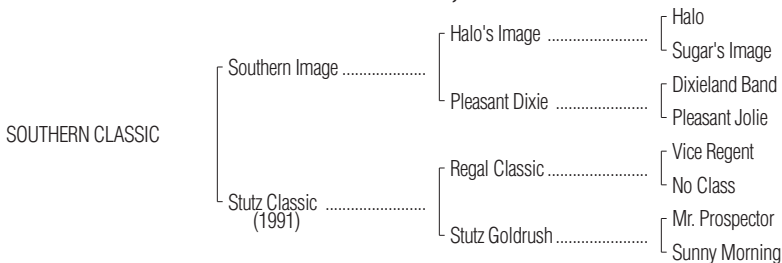 Halo
Halo's Image ........................
Sugar's Image
Southern Image ....................
Dixieland Band
Pleasant Dixie ......................
Pleasant Jolie
SOUTHERN CLASSIC
Vice Regent
Regal Classic ........................
No Class
Stutz Classic ........................
(1991)
Mr. Prospector
Stutz Goldrush ......................
Sunny Morning